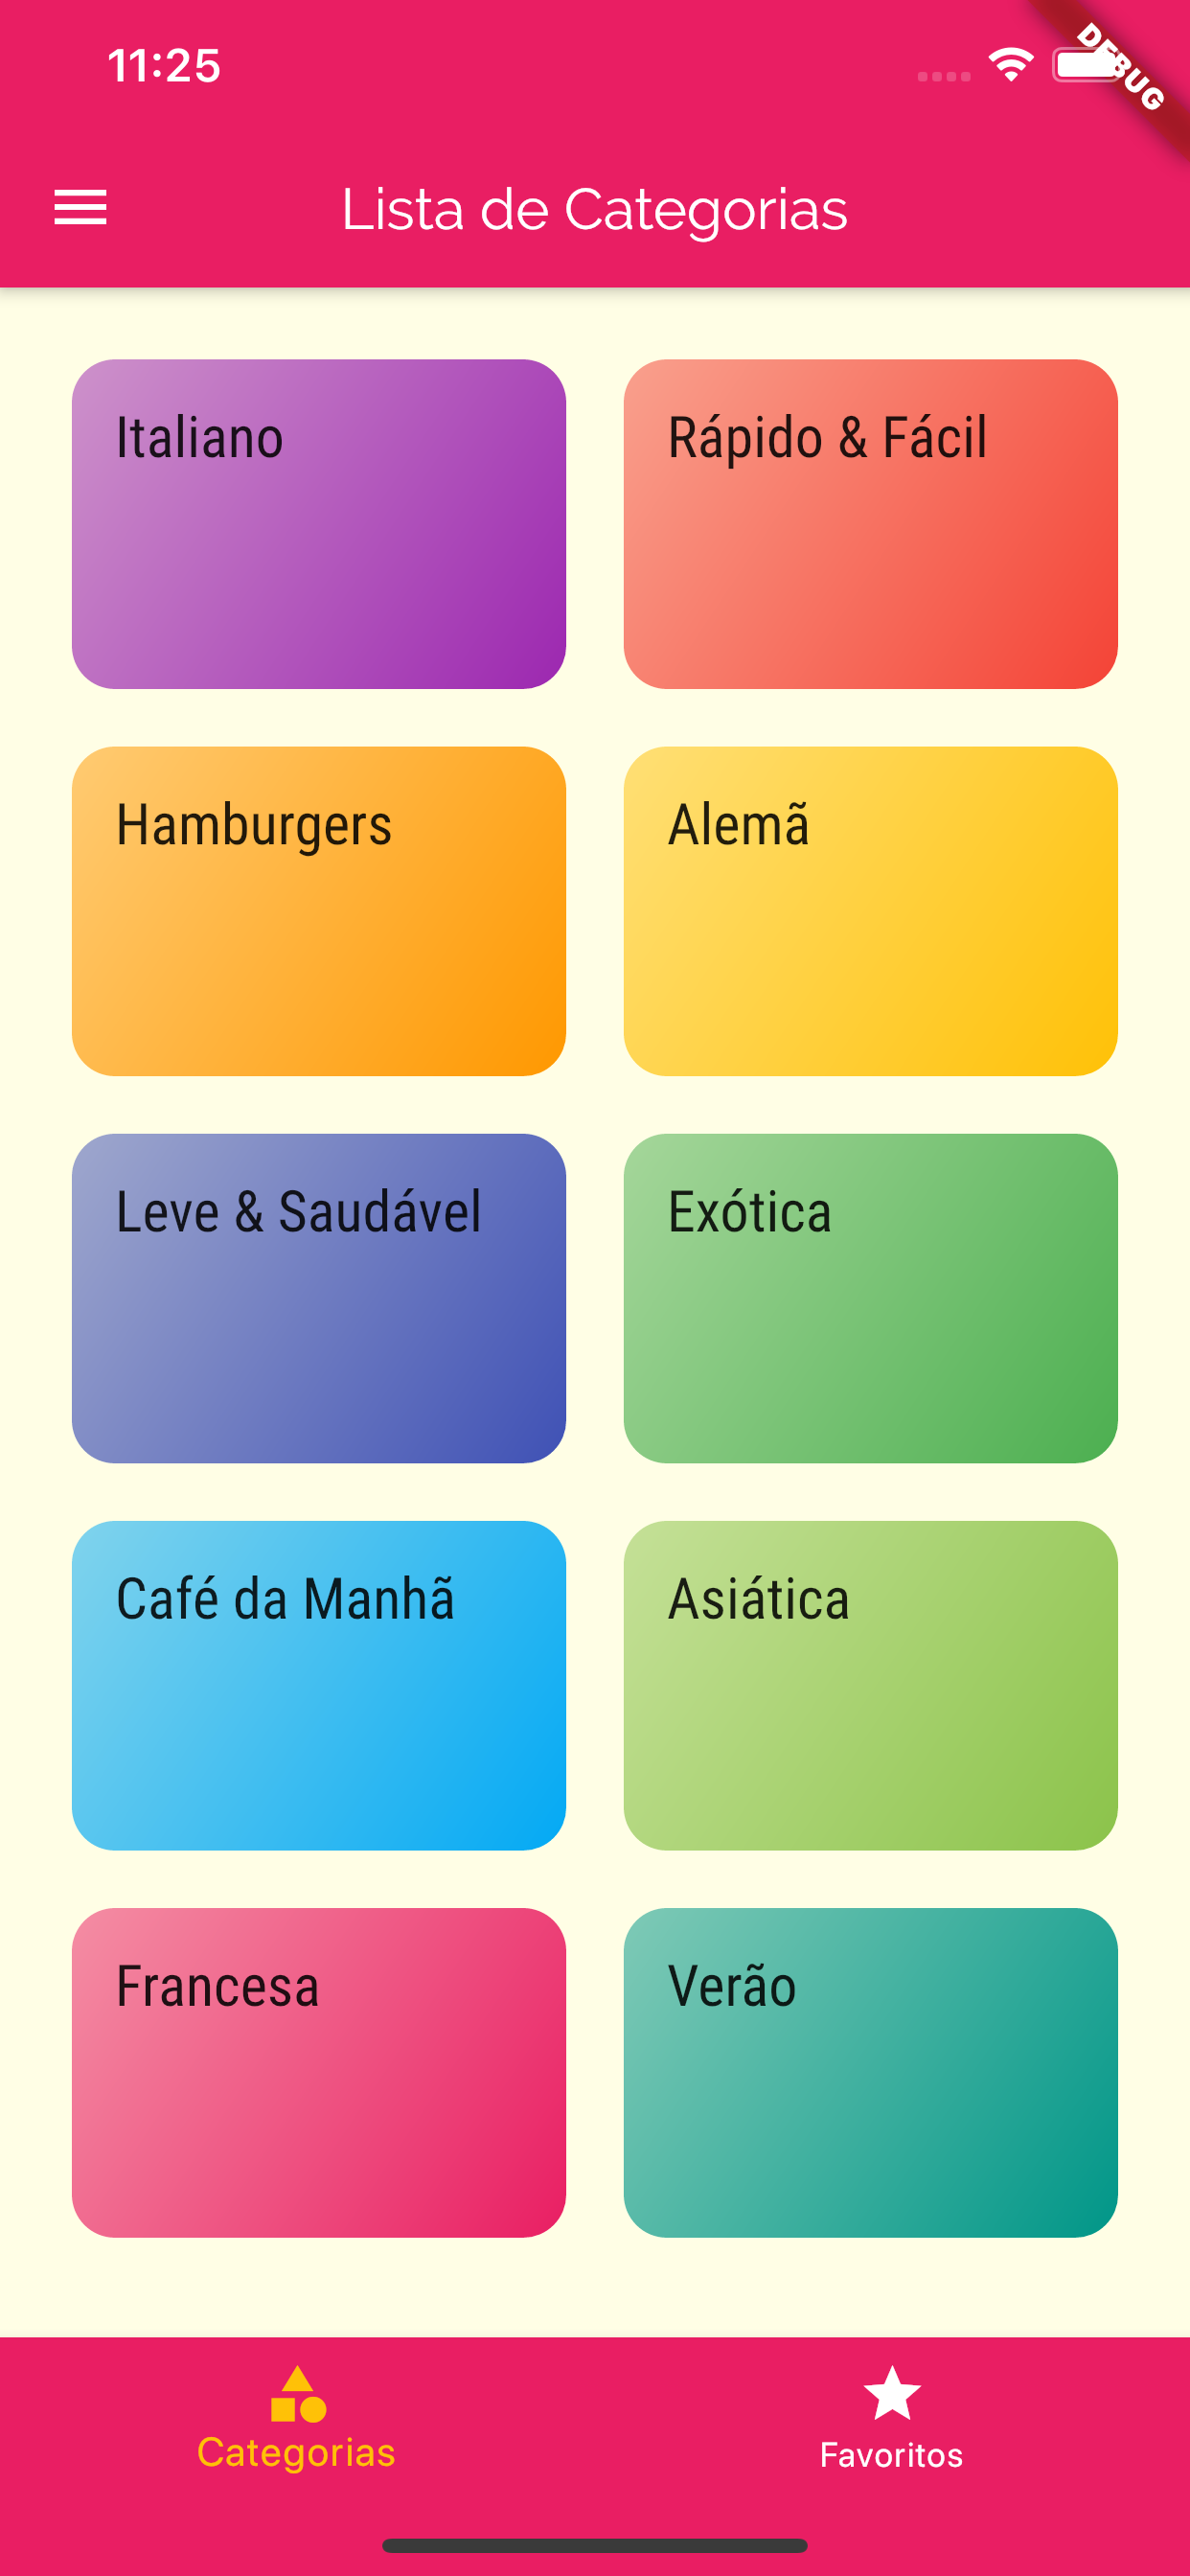 11:25
DEBUG
Lista de Categorias
Italiano
Rápido & Fácil
Hamburgers
Alemã
Leve & Saudável
Exótica
Café da Manhã
Asiática
Francesa
Verão
Categorias
Favoritos